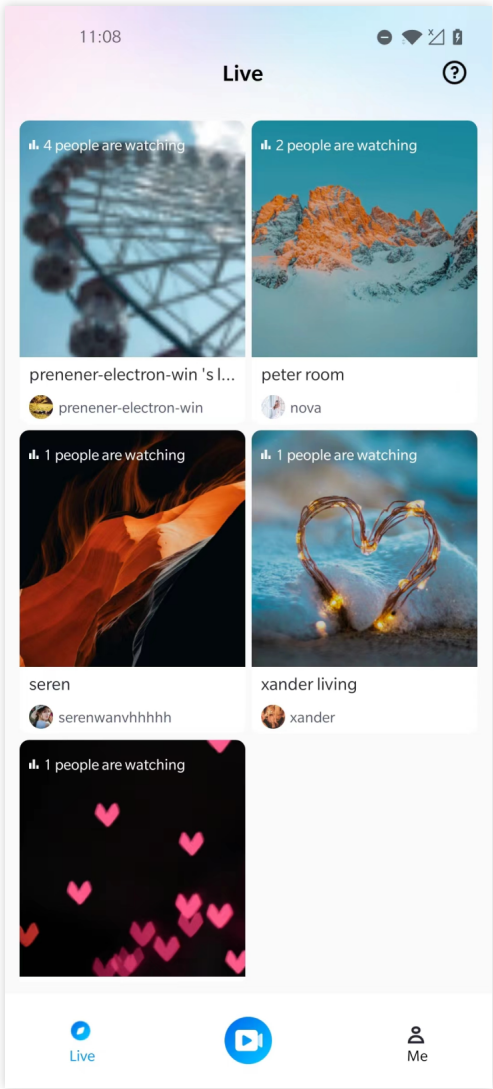 11:08
Live
4 people are watching
2 people are watching
prenener-electron-win 's l...
peter room
prenener-electron-win
nova
1 people are watching
1 people are watching
seren
xander living
serenwanvhhhhh
xander
1 people are watching
Live
Me